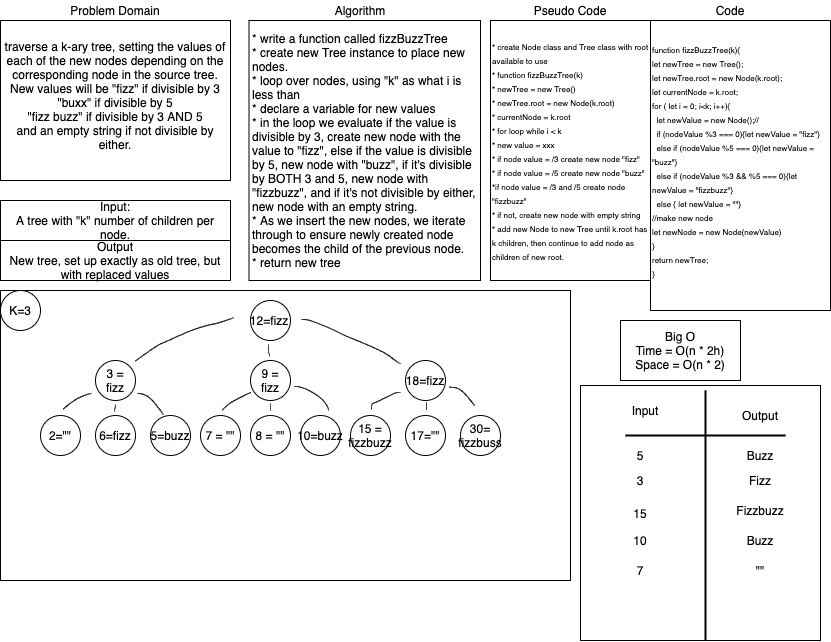 Problem Domain
traverse a k-ary tree, setting the values of
each of the new nodes depending on the
corresponding node in the source tree.
New values will be "fizz" if divisible by 3
"buxx" if divisible by 5
"fizz buzz" if divisible by 3 AND 5
and an empty string if not divisible by
either.
Input:
A tree with "k" number of children per
node.
Output
New tree, set up exactly as old tree, but
with replaced values
Algorithm
* write a function called fizzBuzzTree
* create new Tree instance to place new
nodes.
* loop over nodes, using "k" as what i is
less than
* declare a variable for new values
* in the loop we evaluate if the value is
divisible by 3, create new node with the
value to "fizz", else if the value is divisible
by 5, new node with "buzz", if it's divisible
by BOTH 3 and 5, new node with
"fizzbuzz", and if it's not divisible by either,
new node with an empty string.
* As we insert the new nodes, we iterate
through to ensure newly created node
becomes the child of the previous node.
* return new tree
Pseudo Code
* create Node class and Tree class with root
available to use
* function fizzBuzzTree(k)
* newTree = new Tree()
* newTree.root = new Node(k.root)
* currentNode = k.root
* for loop while i < k
* new value = xxx
* if node value = /3 create new node "fizz"
* if node value = /5 create new node "buzz"
*if node value = /3 and /5 create node
"fizzbuzz"
* if not, create new node with empty string
* add new Node to new Tree until k.root has
k children, then continue to add node as
children of new root.
Code
function fizzBuzzTree(k){
let newTree = new Tree();
let newTree.root = new Node(k.root);
let currentNode = k.root;
for ( let i = 0; i<k; i++){
let newValue = new Node();//
if (nodeValue %3 === 0){let newValue = "fizz"}
else if (nodeValue %5 === 0){let newValue =
"buzz"}
else if (nodeValue %3 && %5 === 0){let
newValue = "fizzbuzz"}
else { let newValue = ""}
//make new node
let newNode = new Node(newValue)
}
return newTree;
}
K=3
12=fizz
3 =
fizz
9 =
fizz
18=fizz
2=""
6=fizz
5=buzz
7 = ""
8 = ""
10=buzz
15 =
fizzbuzz
17=""
30=
fizzbuss
Big O
Time = O(n * 2h)
Space = O(n * 2)
Input
Output
5
Buzz
3
Fizz
15
Fizzbuzz
10
Buzz
7
""